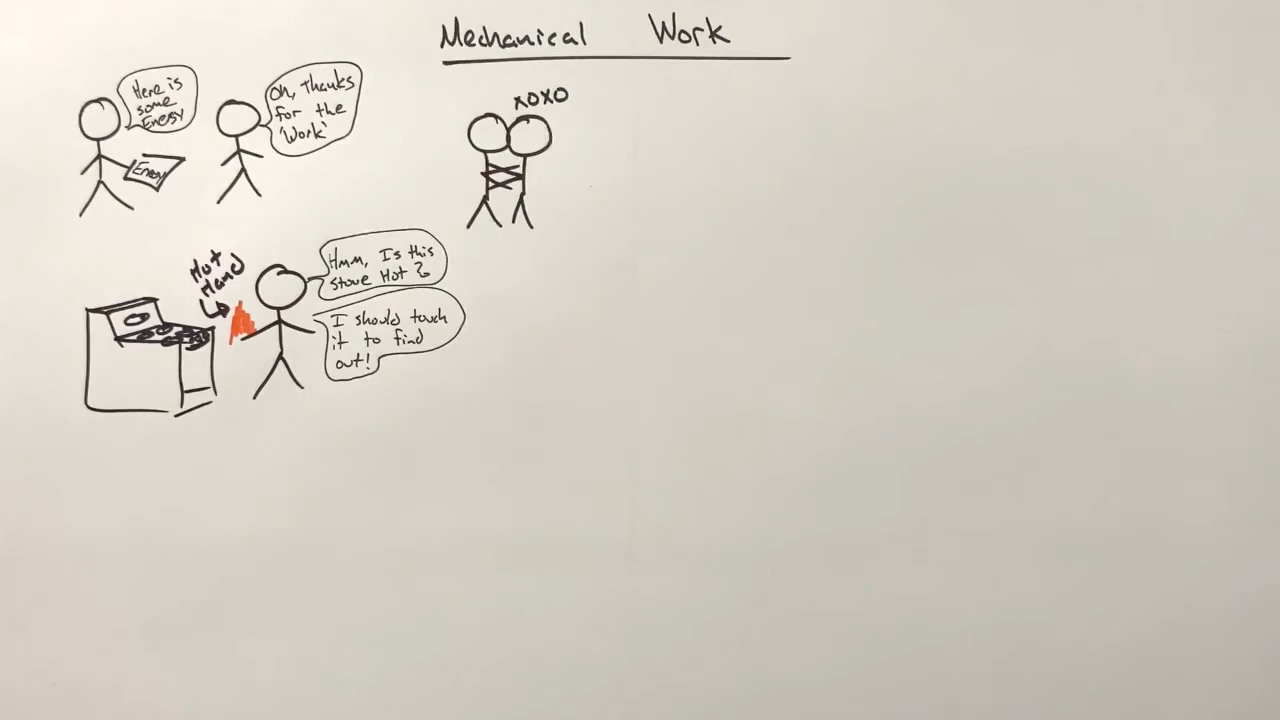 Mechanical Work
Here is
some
Energy
Energy
Oh, thanks
for the
'Work'
XOXO
Hot
Hand
Hmm, Is this
stove Hot?
I should touch
it to find
out!